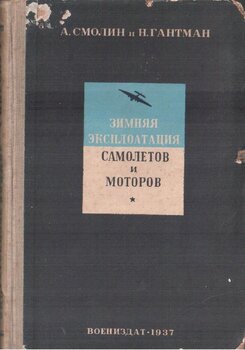 А. СМОЛИН и Н. ГАНТМАН
ЗИМНЯЯ
ЭКСПЛОАТАЦИЯ
САМОЛЕТОВ
И
МОТОРОВ
ВОЕНИЗДАТ - 1937